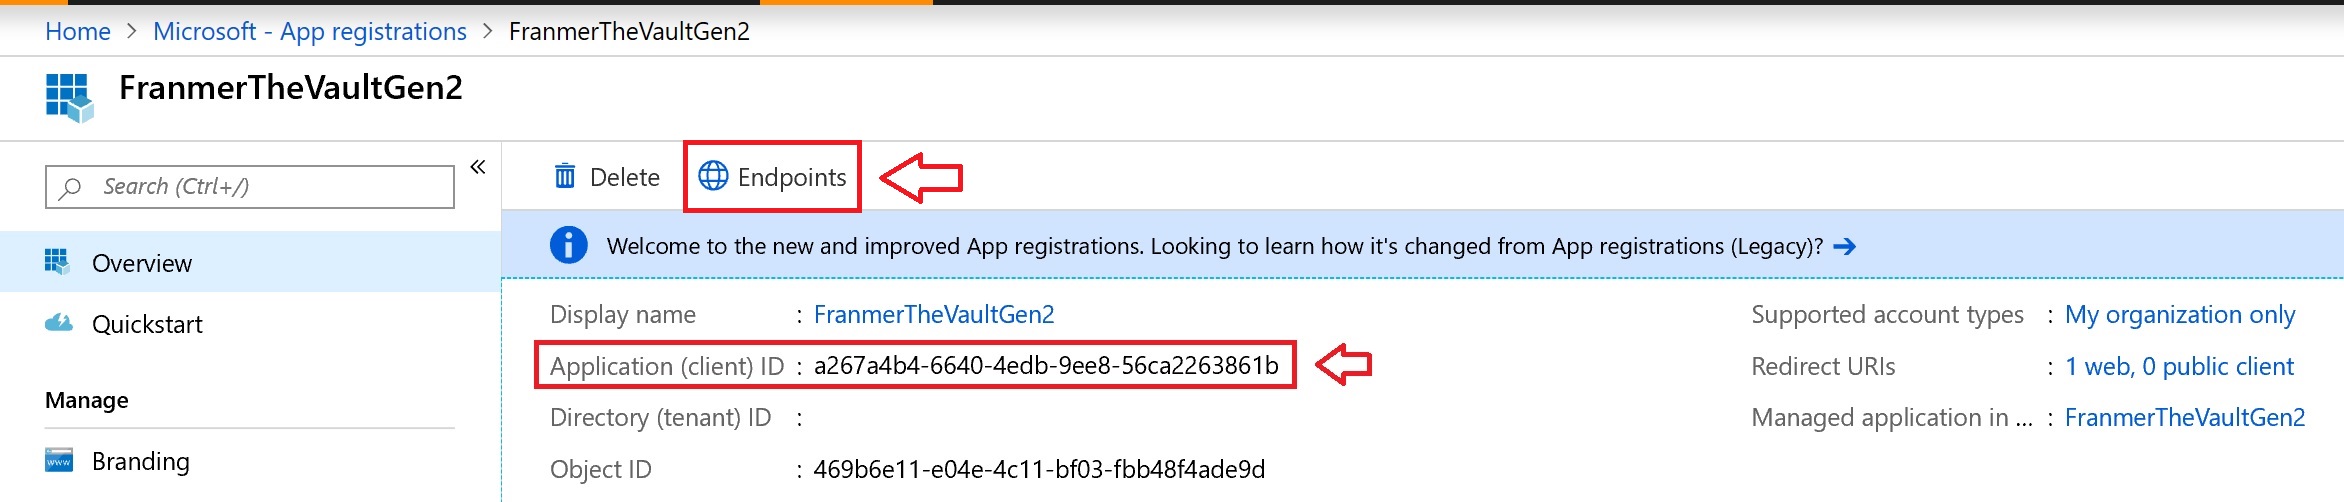 Home > Microsoft - App registrations > FranmerTheVaultGen2
FranmerTheVaultGen2
Search (Ctrl+/)
«
Overview
Quickstart
Manage
Branding
Delete Endpoints
Welcome to the new and improved App registrations. Looking to learn how it's changed from App registrations (Legacy)? →
Display name : FranmerTheVaultGen2
Application (client) ID : a267a4b4-6640-4edb-9ee8-56ca2263861b
Directory (tenant) ID :
Object ID : 469b6e11-e04e-4c11-bf03-fbb48f4ade9d
Supported account types : My organization only
Redirect URIs : 1 web, 0 public client
Managed application in ... : FranmerTheVaultGen2